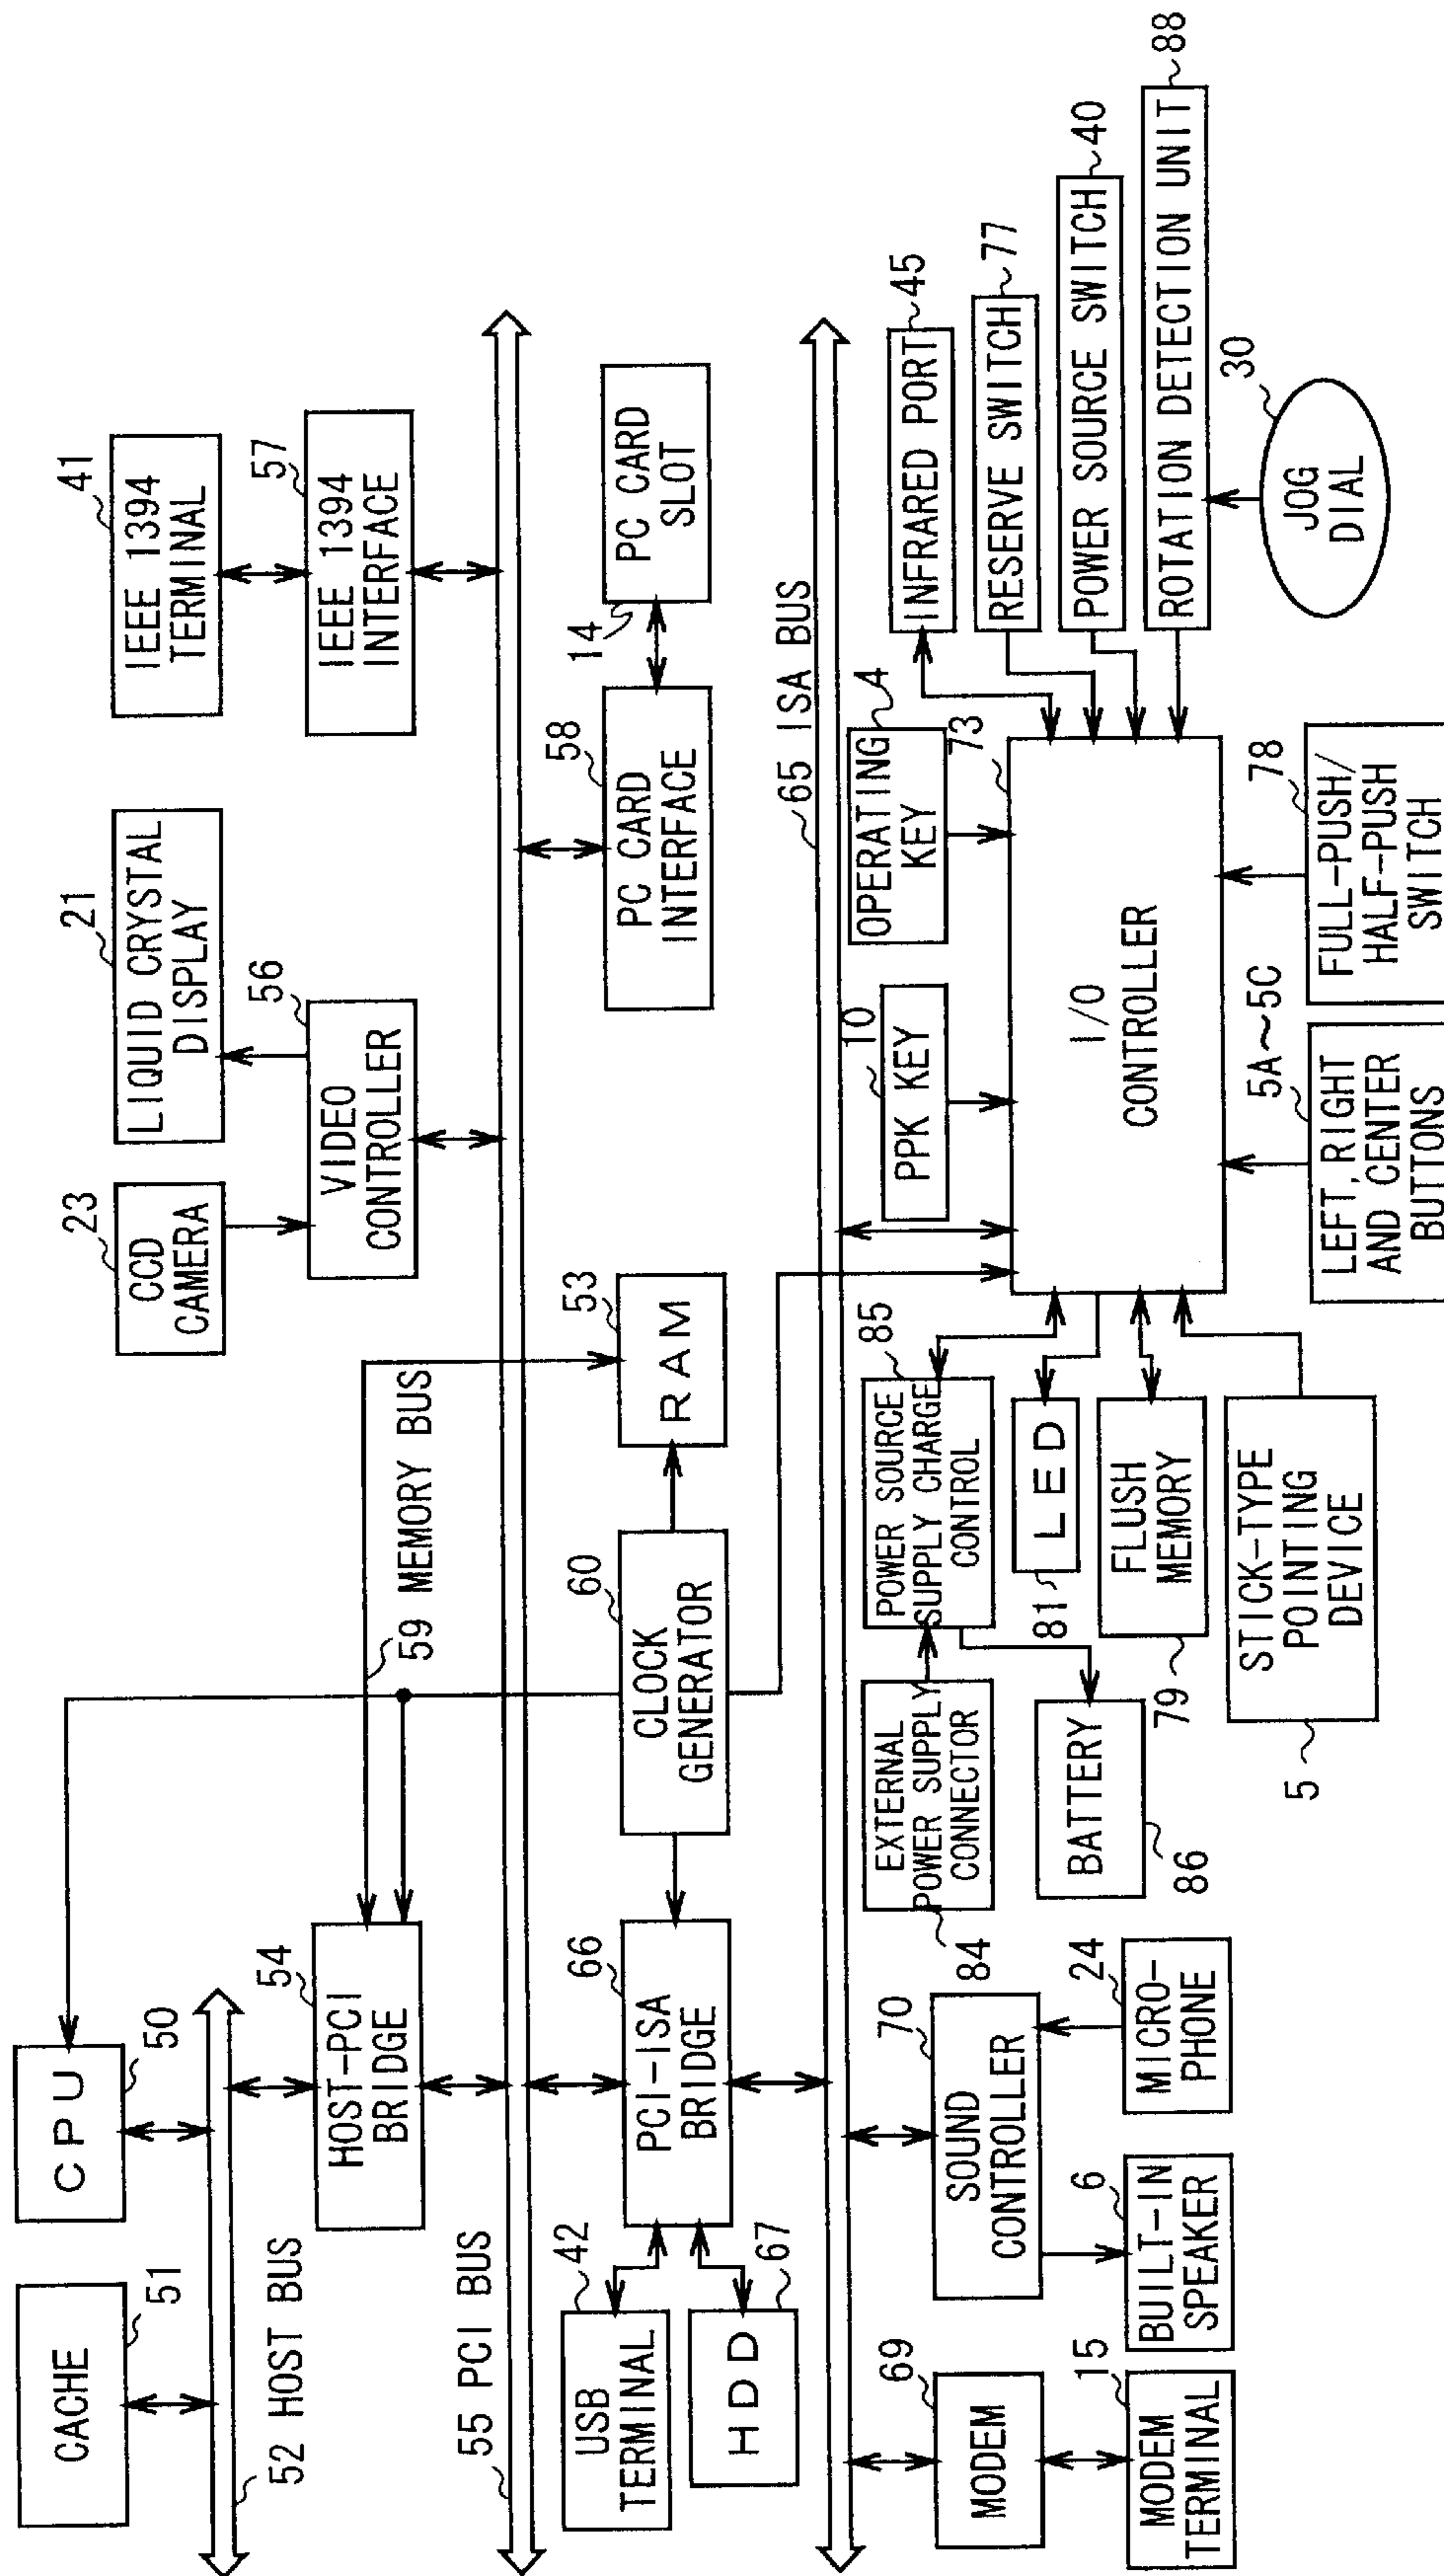 CACHE
51
CPU
50
52 HOST BUS
54
HOST-PCI
BRIDGE
59 MEMORY BUS
23
CCD
CAMERA
21
LIQUID CRYSTAL
DISPLAY
56
VIDEO
CONTROLLER
41
IEEE 1394
TERMINAL
57
IEEE 1394
INTERFACE
55 PCI BUS
42
USB
TERMINAL
HDD
67
66
PCI-ISA
BRIDGE
60
CLOCK
GENERATOR
53
RAM
58
PC CARD
INTERFACE
14
PC CARD
SLOT
65 ISA BUS
69
MODEM
15
MODEM
TERMINAL
70
SOUND
CONTROLLER
6
BUILT-IN
SPEAKER
24
MICRO-
PHONE
84
EXTERNAL
POWER SUPPLY
CONNECTOR
85
POWER SOURCE
SUPPLY CHARGE
CONTROL
86
BATTERY
81
LED
79
FLUSH
MEMORY
5
STICK-TYPE
POINTING
DEVICE
10
PPK KEY
4
OPERATING
KEY
73
I/O
CONTROLLER
5A~5C
LEFT, RIGHT
AND CENTER
BUTTONS
78
FULL-PUSH/
HALF-PUSH
SWITCH
INFRARED PORT
45
RESERVE SWITCH
77
POWER SOURCE SWITCH
40
ROTATION DETECTION UNIT
88
30
JOG
DIAL